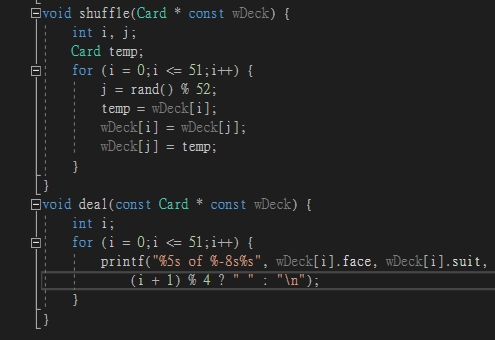 void shuffle(Card * const wDeck) {
int i, j;
Card temp;
for (i = 0;i <= 51;i++) {
j = rand() % 52;
temp = wDeck[i];
wDeck[i] = wDeck[j];
wDeck[j] = temp;
}
}
void deal(const Card * const wDeck) {
int i;
for (i = 0;i <= 51;i++) {
printf("%5s of %-8s%s", wDeck[i].face, wDeck[i].suit,
(i + 1) % 4 ? " " : "\n");
}
}